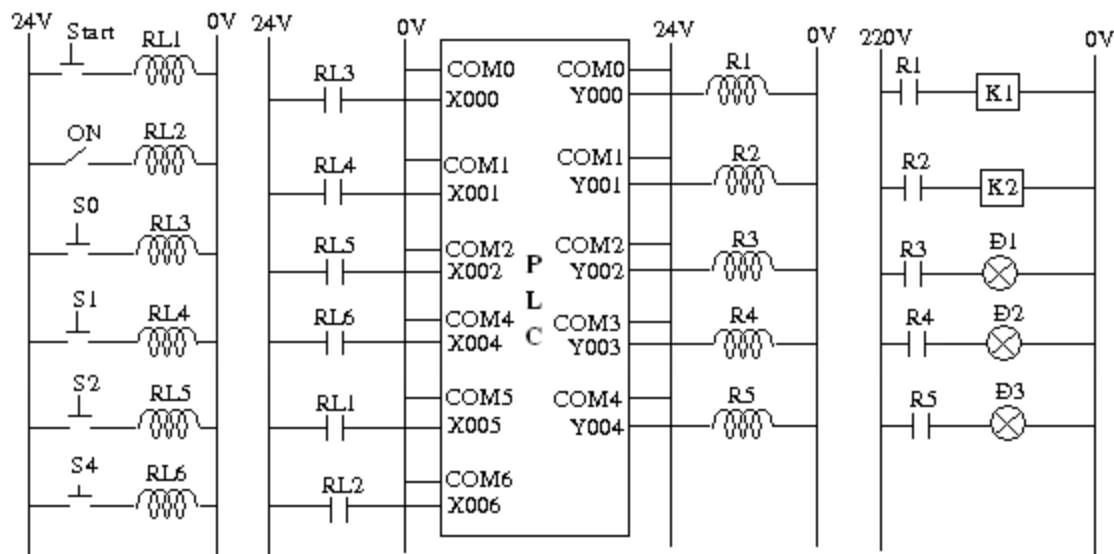 24V 0V 24V 0V 24V 0V 220V 0V
Start RL1
ON RL2
S0 RL3
S1 RL4
S2 RL5
S4 RL6
RL3
RL4
RL5
RL6
RL1
RL2
COM0
X000
COM1
X001
COM2
X002
COM4
X004
COM5
X005
COM6
X006
P
L
C
COM0
Y000
COM1
Y001
COM2
Y002
COM3
Y003
COM4
Y004
R1
R2
R3
R4
R5
R1 K1
R2 K2
R3 Đ1
R4 Đ2
R5 Đ3